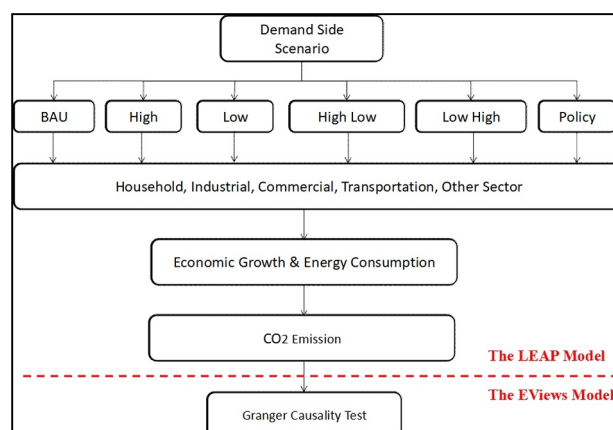 Demand Side
Scenario
BAU
High
Low
High Low
Low High
Policy
Household, Industrial, Commercial, Transportation, Other Sector
Economic Growth & Energy Consumption
CO2 Emission
The LEAP Model
The EViews Model
Granger Causality Test